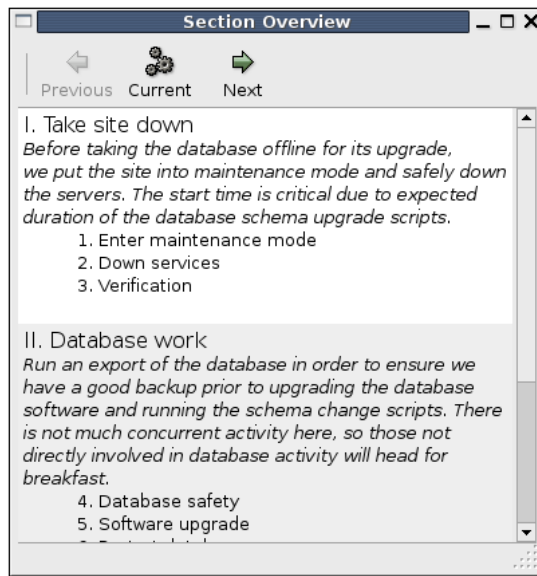 Section Overview
Previous Current Next
I. Take site down
Before taking the database offline for its upgrade,
we put the site into maintenance mode and safely down
the servers. The start time is critical due to expected
duration of the database schema upgrade scripts.
1. Enter maintenance mode
2. Down services
3. Verification
II. Database work
Run an export of the database in order to ensure we
have a good backup prior to upgrading the database
software and running the schema change scripts. There
is not much concurrent activity here, so those not
directly involved in database activity will head for
breakfast.
4. Database safety
5. Software upgrade